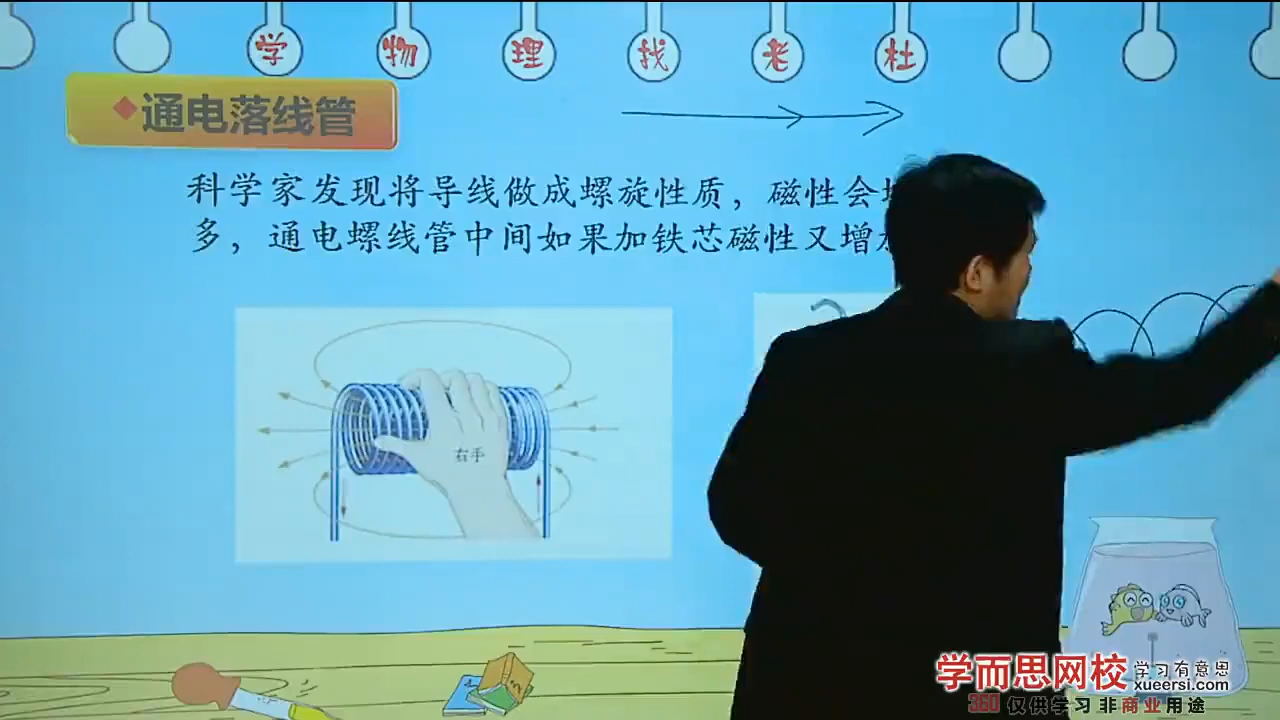 学物理找老杜
通电落线管
科学家发现将导线做成螺旋性质，磁性会
多，通电螺线管中间如果加铁芯磁性又增
右手
学而思网校
学习有意思
xueersi.com
360 仅供学习 非商业用途